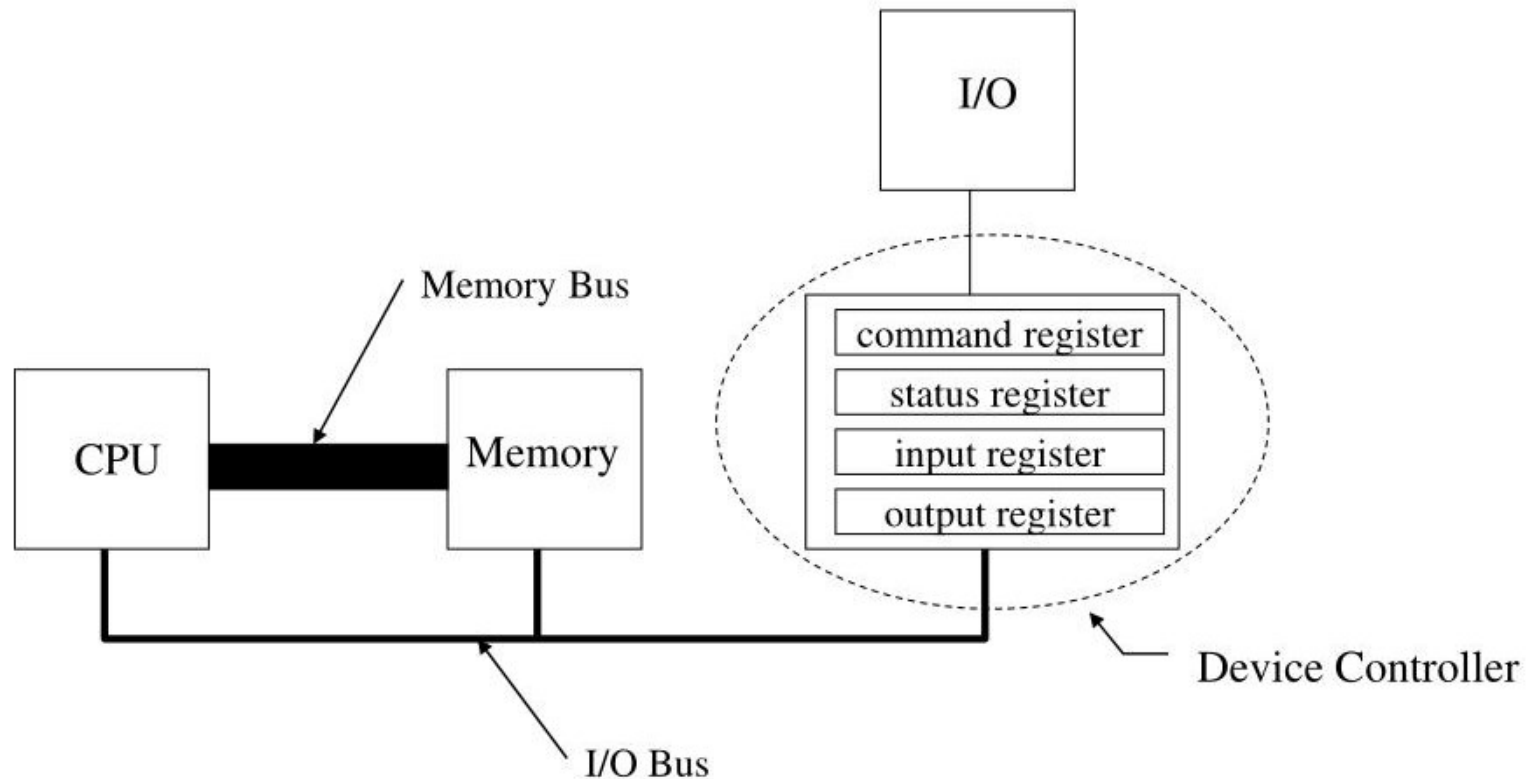 I/O
Memory Bus
command register
status register
input register
output register
CPU
Memory
Device Controller
I/O Bus